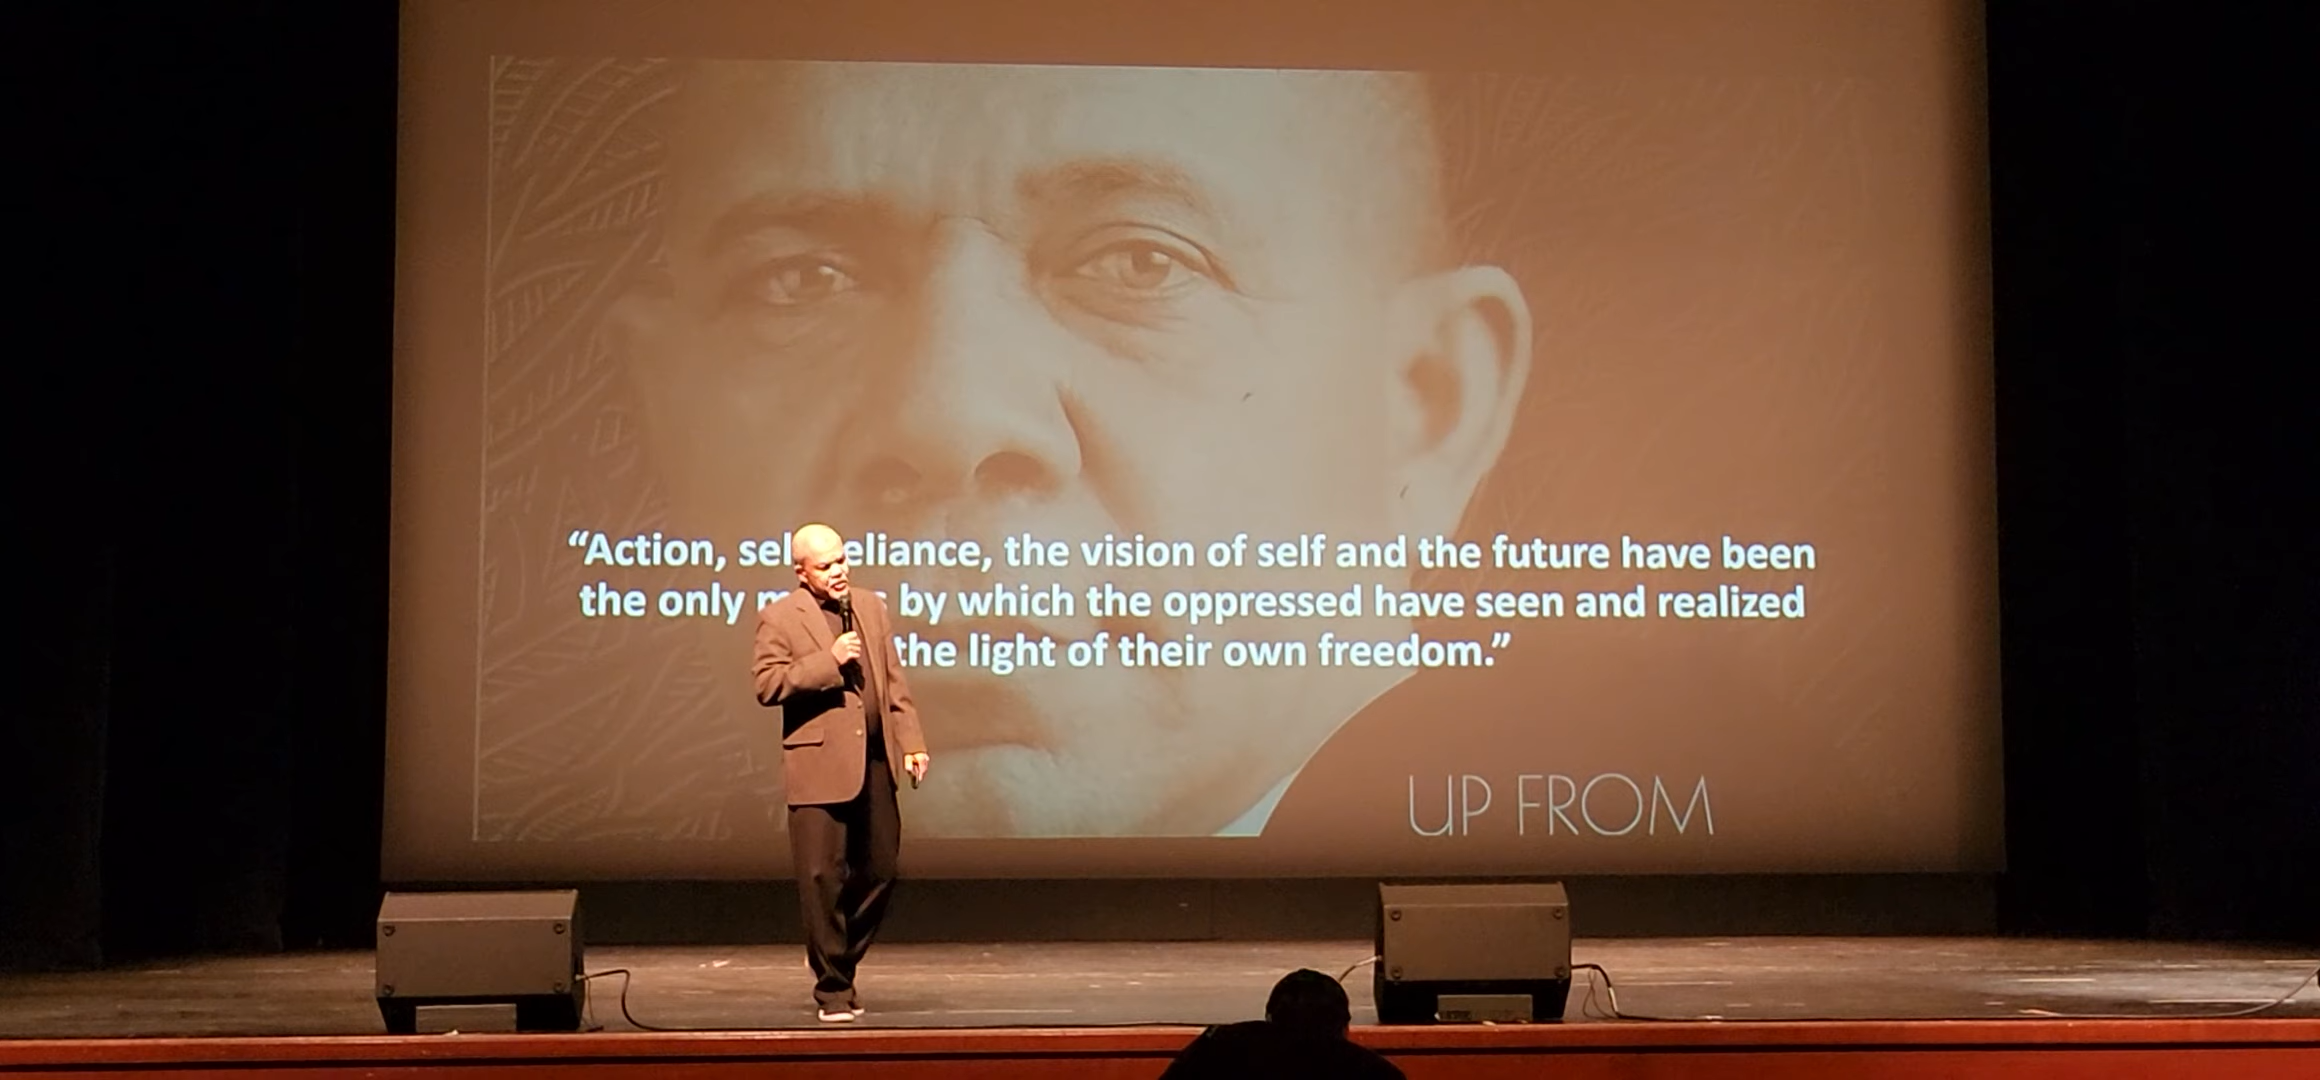 “Action, sel eliance, the vision of self and the future have been
the only by which the oppressed have seen and realized
the light of their own freedom.”
UP FROM